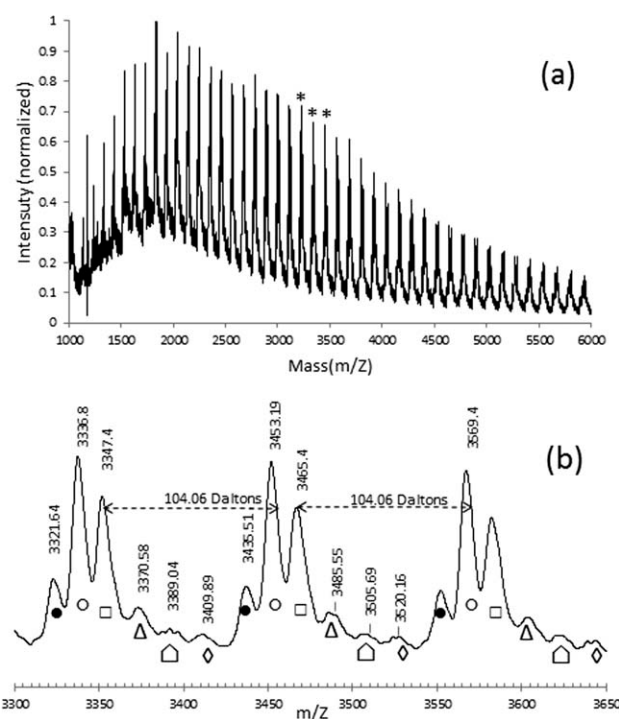 1
0.9
0.8
0.7
0.6
0.5
0.4
0.3
0.2
0.1
0
Intensuty (normalized)
(a)
* * *
1000 1500 2000 2500 3000 3500 4000 4500 5000 5500 6000
Mass(m/Z)
(b)
3321.64
3336.8
3347.4
3370.58
3389.04
3409.89
3435.51
3453.19
3465.4
3485.55
3505.69
3520.16
3569.4
104.06 Daltons
104.06 Daltons
3300 3350 3400 3450 3500 3550 3600 3650
m/Z